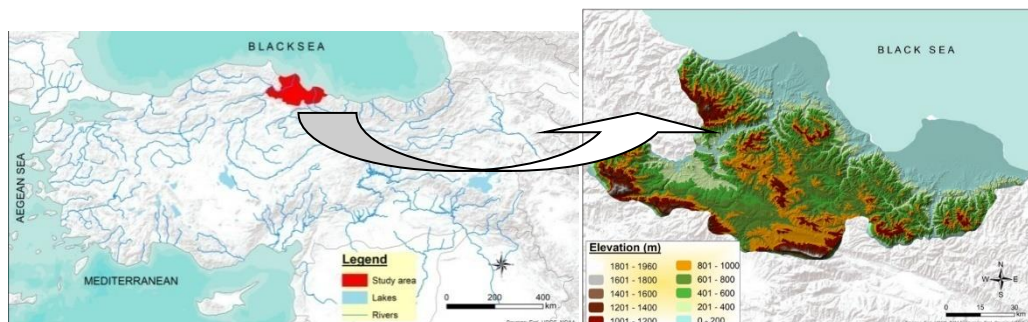 BLACKSEA
AEGEAN SEA
MEDITERRANEAN
Legend
Study area
Lakes
Rivers
0 200 400
km
BLACK SEA
Elevation (m)
1801 - 1960
1601 - 1800
1401 - 1600
1201 - 1400
1001 - 1200
801 - 1000
601 - 800
401 - 600
201 - 400
0 - 200
N
W E
S
0 15 30
km